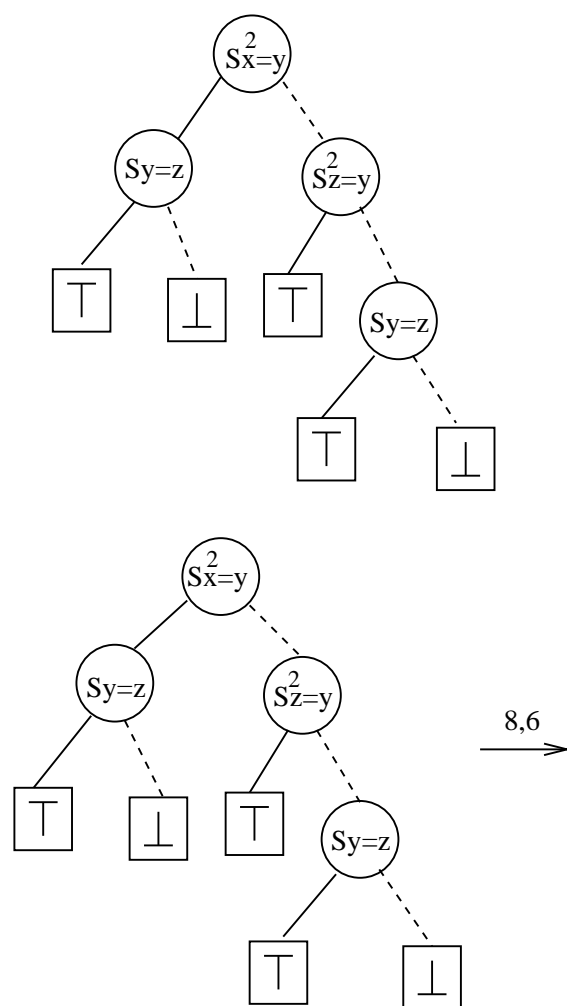 S²x=y
Sy=z
S²z=y
⊤
⊥
⊤
Sy=z
⊤
⊥
S²x=y
Sy=z
S²z=y
8,6
⊤
⊥
⊤
Sy=z
⊤
⊥